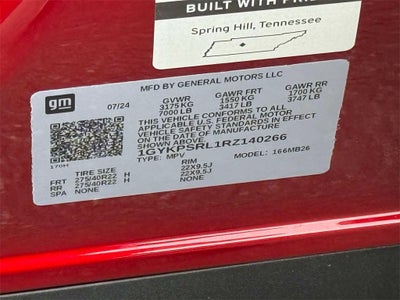 BUILT WITH PRIDE
Spring Hill, Tennessee
MFD BY GENERAL MOTORS LLC
gm
07/24
GVWR GAWR FRT GAWR RR
3175 KG 1550 KG 1700 KG
7000 LB 3417 LB 3747 LB
THIS VEHICLE CONFORMS TO ALL
APPLICABLE U.S. FEDERAL MOTOR
VEHICLE SAFETY STANDARDS IN EFFECT
ON THE DATE OF MANUFACTURE
SHOWN ABOVE.
1GYKPSRL1RZ140266
TYPE: MPV MODEL: 166MB26
170H
TIRE SIZE RIM
FRT 275/40R22 H 22X9.5J
RR 275/40R22 H 22X9.5J
SPA NONE NONE